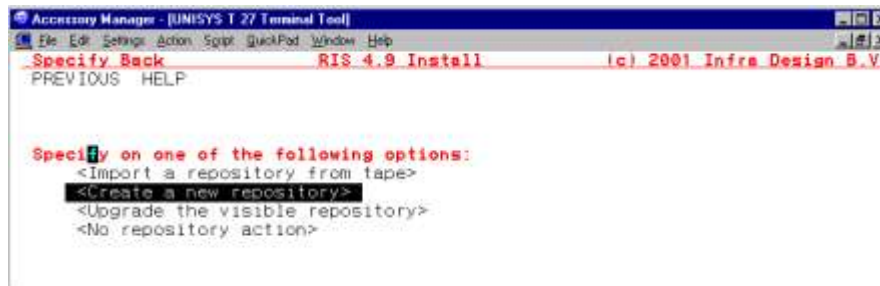 Accessory Manager - [UNISYS T 27 Terminal Tool]
File Edit Settings Action Script QuickPad Window Help
Specify Back RIS 4.9 Install (c) 2001 Infra Design B.V
PREVIOUS HELP
Specify on one of the following options:
<Import a repository from tape>
<Create a new repository>
<Upgrade the visible repository>
<No repository action>